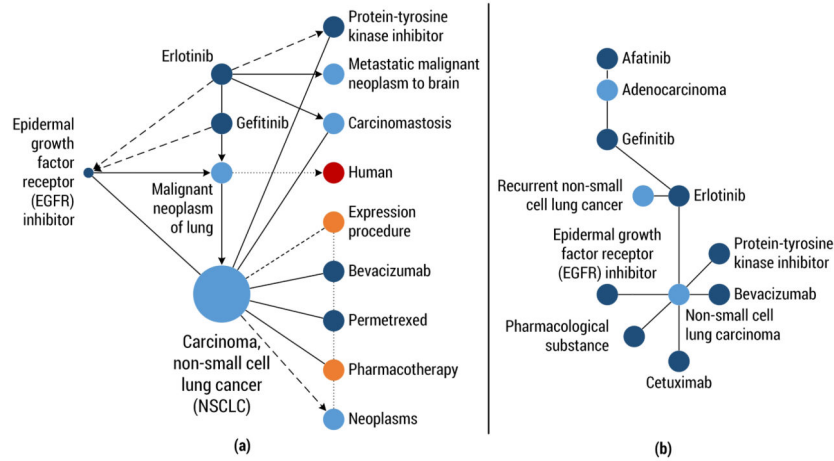 Protein-tyrosine
kinase inhibitor
Erlotinib
Metastatic malignant
neoplasm to brain
Epidermal
growth
factor
receptor
(EGFR)
inhibitor
Gefitinib
Carcinomastosis
Human
Malignant
neoplasm
of lung
Expression
procedure
Bevacizumab
Permetrexed
Carcinoma,
non-small cell
lung cancer
(NSCLC)
Pharmacotherapy
Neoplasms
(a)
Afatinib
Adenocarcinoma
Gefinitib
Recurrent non-small
cell lung cancer
Erlotinib
Epidermal growth
factor receptor
(EGFR) inhibitor
Protein-tyrosine
kinase inhibitor
Bevacizumab
Non-small cell
lung carcinoma
Pharmacological
substance
Cetuximab
(b)